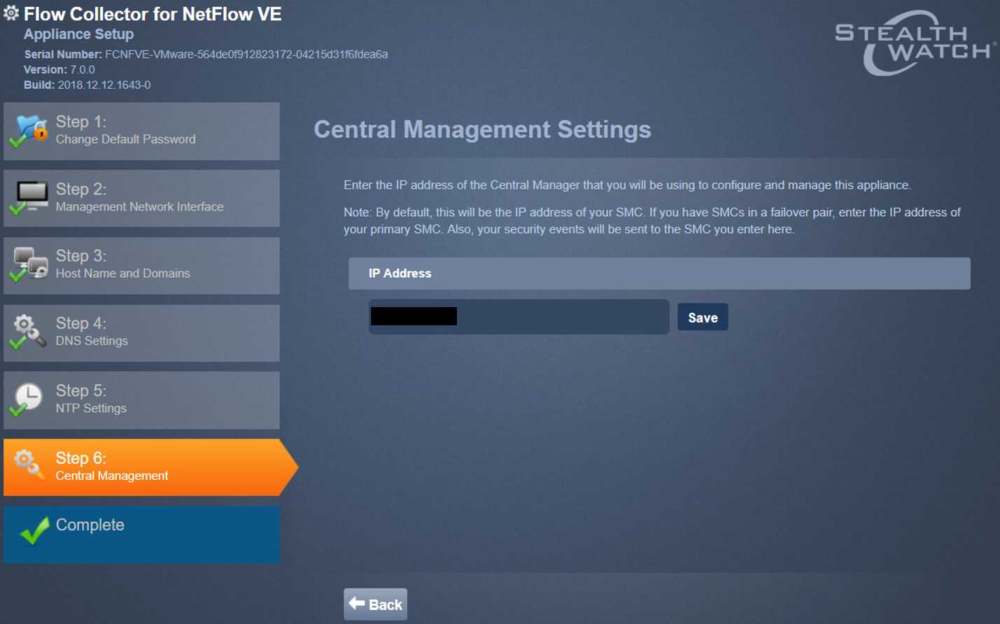 Flow Collector for NetFlow VE
Appliance Setup
Serial Number: FCNFVE-VMware-564de0f912823172-04215d31f6fdea6a
Version: 7.0.0
Build: 2018.12.12.1643-0
STEALTH
WATCH®
Step 1:
Change Default Password
Step 2:
Management Network Interface
Step 3:
Host Name and Domains
Step 4:
DNS Settings
Step 5:
NTP Settings
Step 6:
Central Management
Complete
Central Management Settings
Enter the IP address of the Central Manager that you will be using to configure and manage this appliance.
Note: By default, this will be the IP address of your SMC. If you have SMCs in a failover pair, enter the IP address of
your primary SMC. Also, your security events will be sent to the SMC you enter here.
IP Address
Save
Back